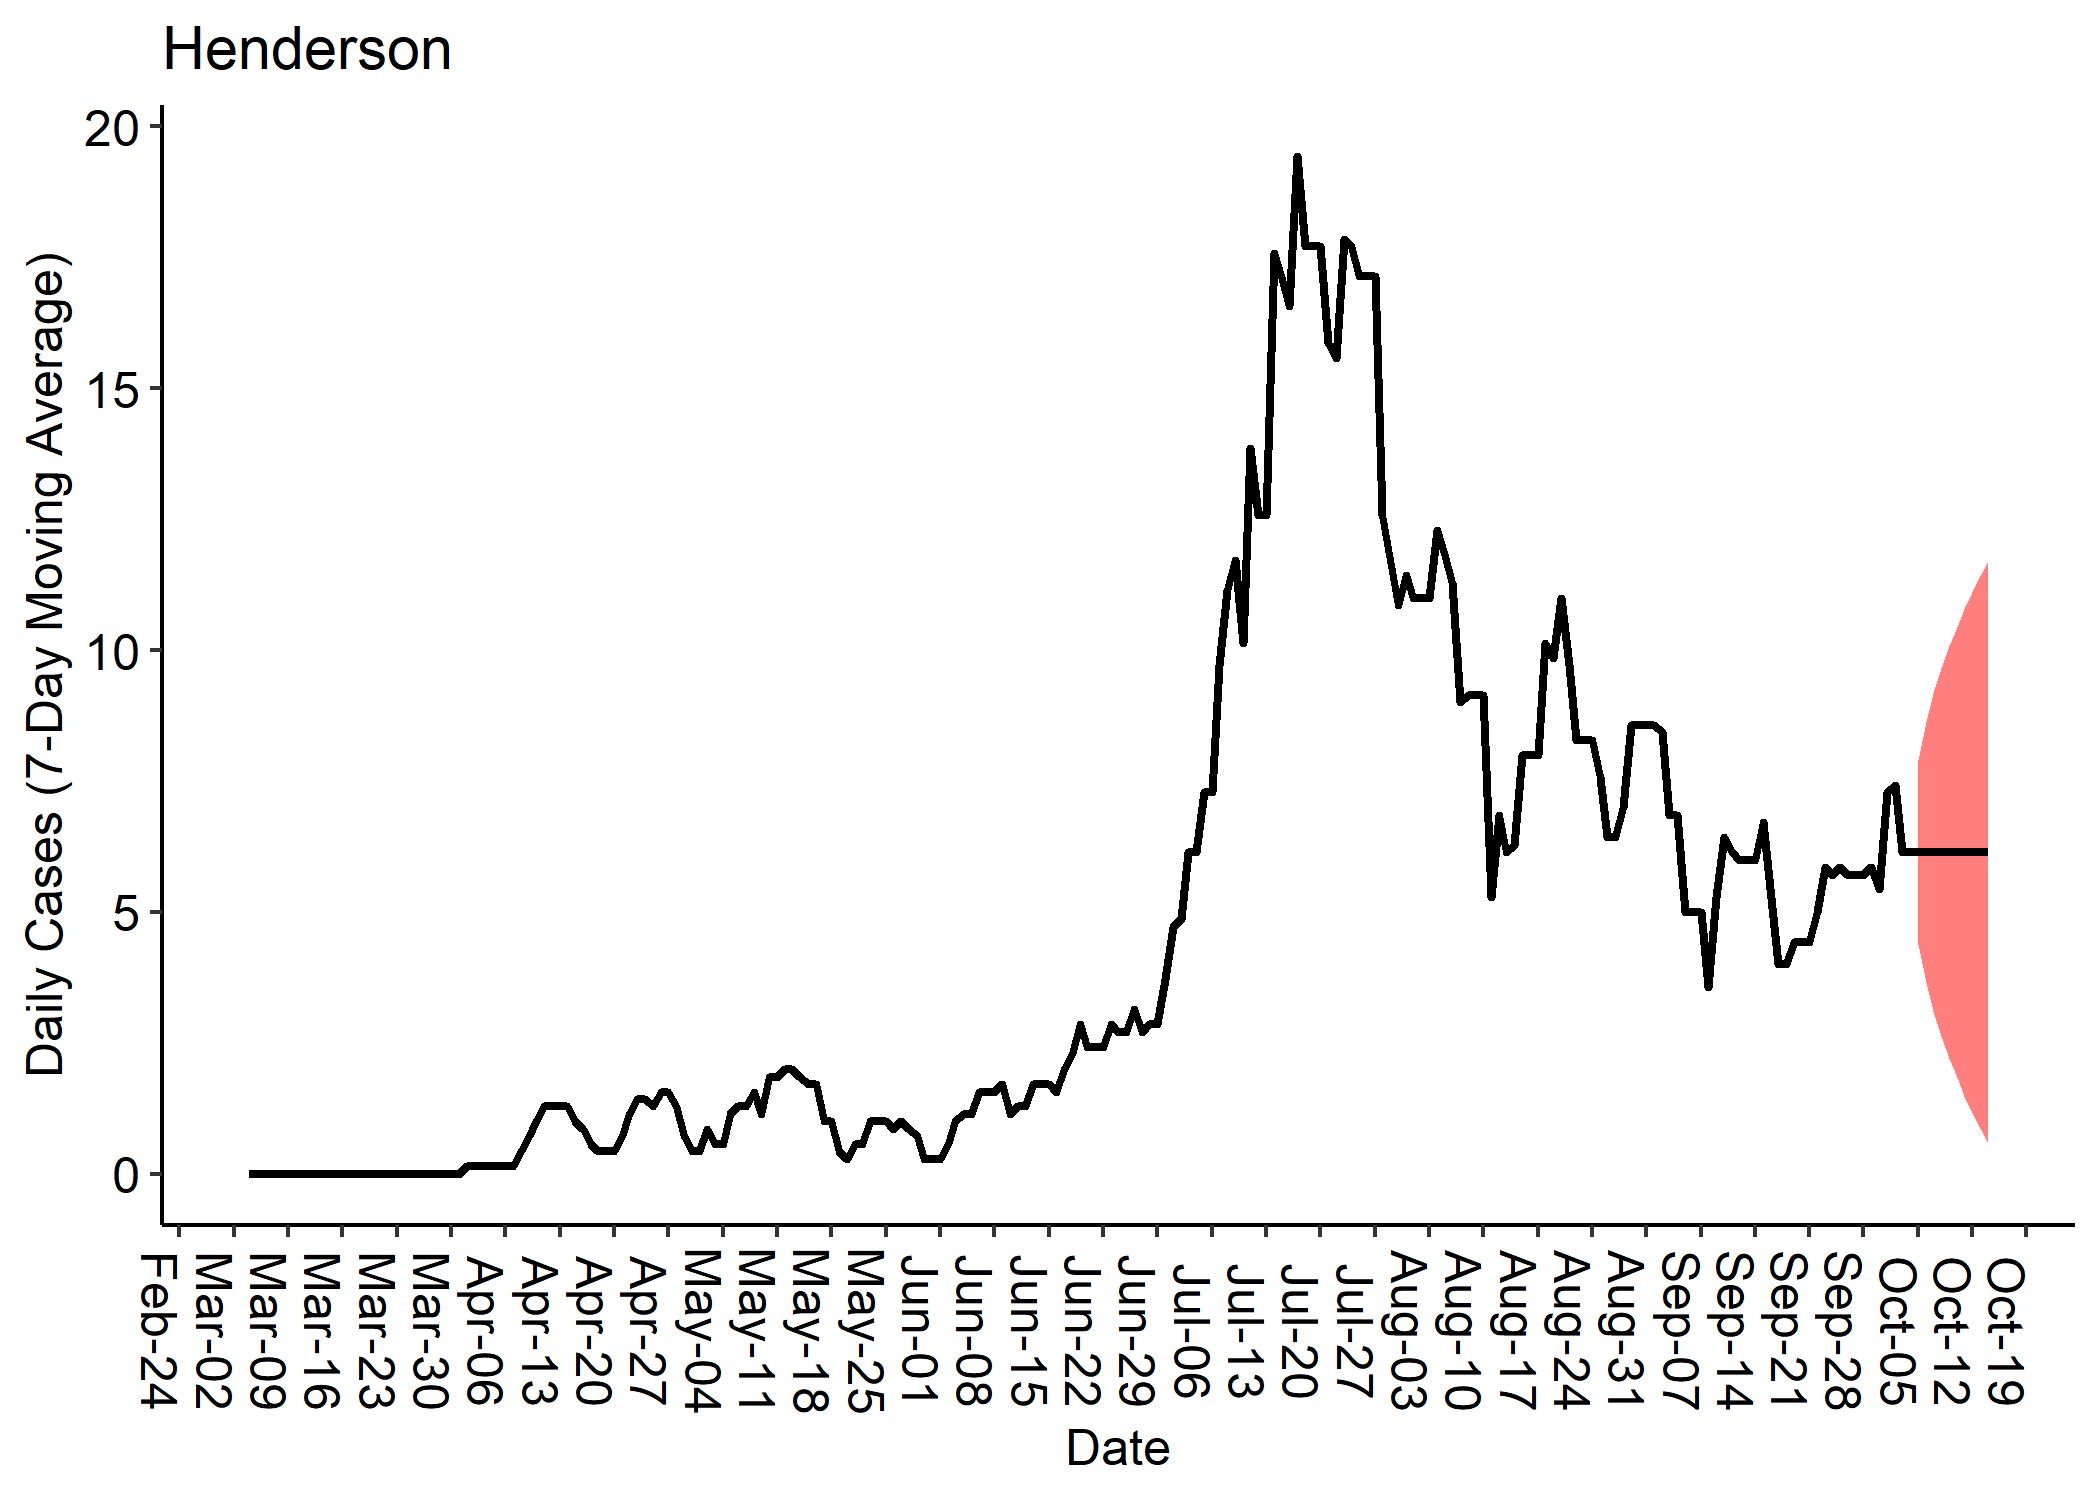 Henderson
Daily Cases (7-Day Moving Average)
20
15
10
5
0
Feb-24
Mar-02
Mar-09
Mar-16
Mar-23
Mar-30
Apr-06
Apr-13
Apr-20
Apr-27
May-04
May-11
May-18
May-25
Jun-01
Jun-08
Jun-15
Jun-22
Jun-29
Jul-06
Jul-13
Jul-20
Jul-27
Aug-03
Aug-10
Aug-17
Aug-24
Aug-31
Sep-07
Sep-14
Sep-21
Sep-28
Oct-05
Oct-12
Oct-19
Date